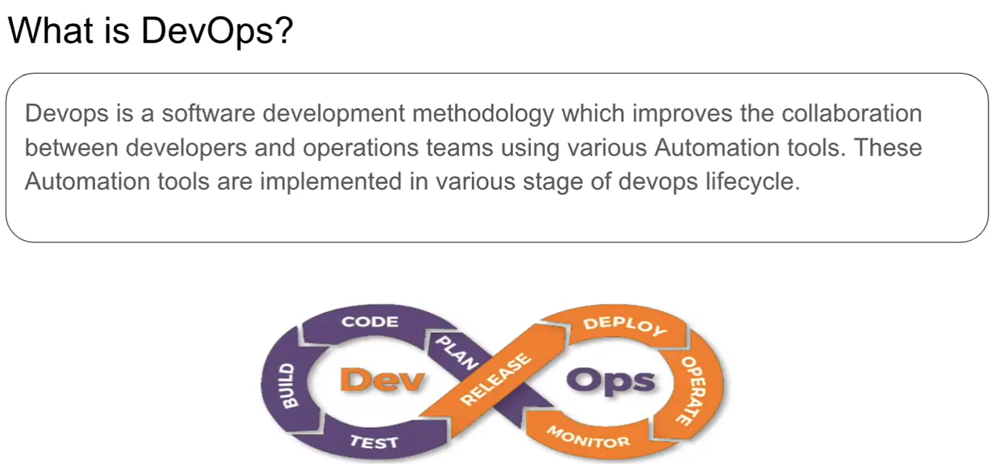 What is DevOps?
Devops is a software development methodology which improves the collaboration
between developers and operations teams using various Automation tools. These
Automation tools are implemented in various stage of devops lifecycle.
CODE
PLAN
BUILD
Dev
TEST
RELEASE
DEPLOY
Ops
OPERATE
MONITOR